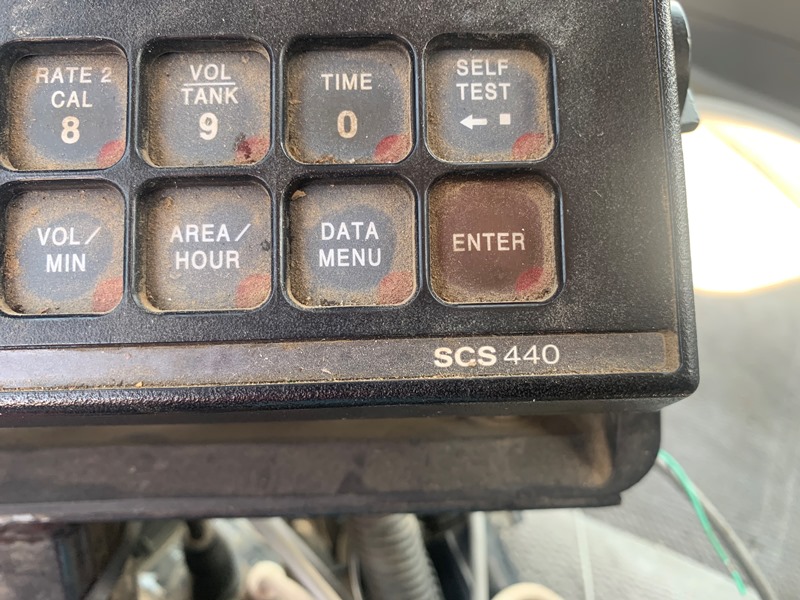 RATE 2
CAL
8
VOL
TANK
9
TIME
0
SELF
TEST
←
VOL/
MIN
AREA/
HOUR
DATA
MENU
ENTER
SCS 440